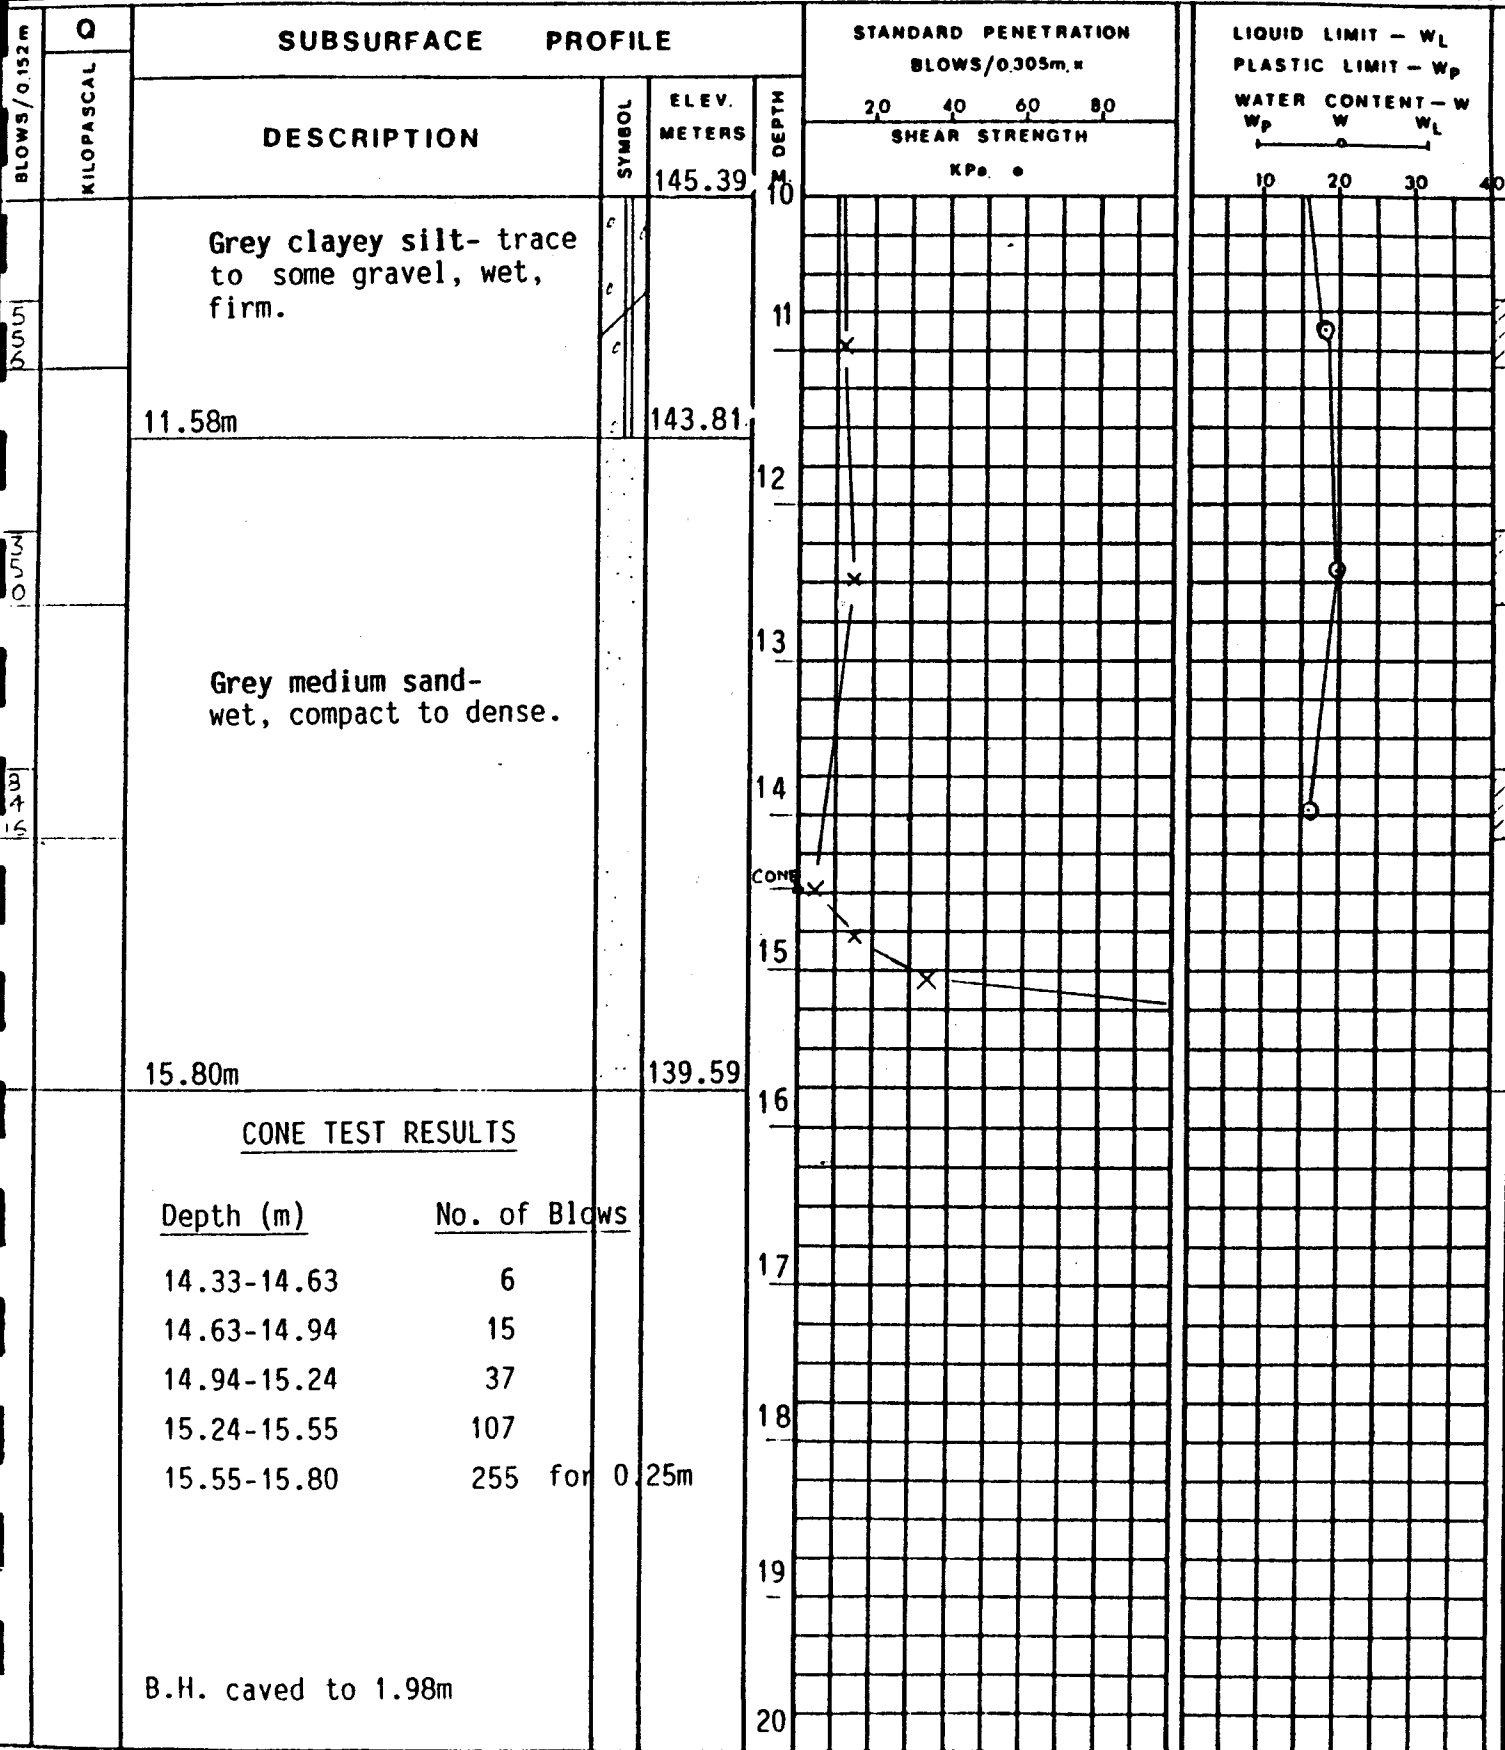 BLOWS/0.152m
Q
KILOPASCAL
SUBSURFACE PROFILE
DESCRIPTION
SYMBOL
ELEV.
METERS
145.39
M. DEPTH
STANDARD PENETRATION
BLOWS/0.305m. x
20 40 60 80
SHEAR STRENGTH
KPa. •
LIQUID LIMIT - WL
PLASTIC LIMIT - WP
WATER CONTENT - W
WP W WL
10 20 30 40
10
Grey clayey silt- trace
to some gravel, wet,
firm.
5
5
11
11.58m
143.81
12
3
5
0
13
Grey medium sand-
wet, compact to dense.
14
4
CONE
15
15.80m
139.59
16
CONE TEST RESULTS
Depth (m) No. of Blows
14.33-14.63 6
14.63-14.94 15
14.94-15.24 37
15.24-15.55 107
15.55-15.80 255 for 0.25m
17
18
19
B.H. caved to 1.98m
20